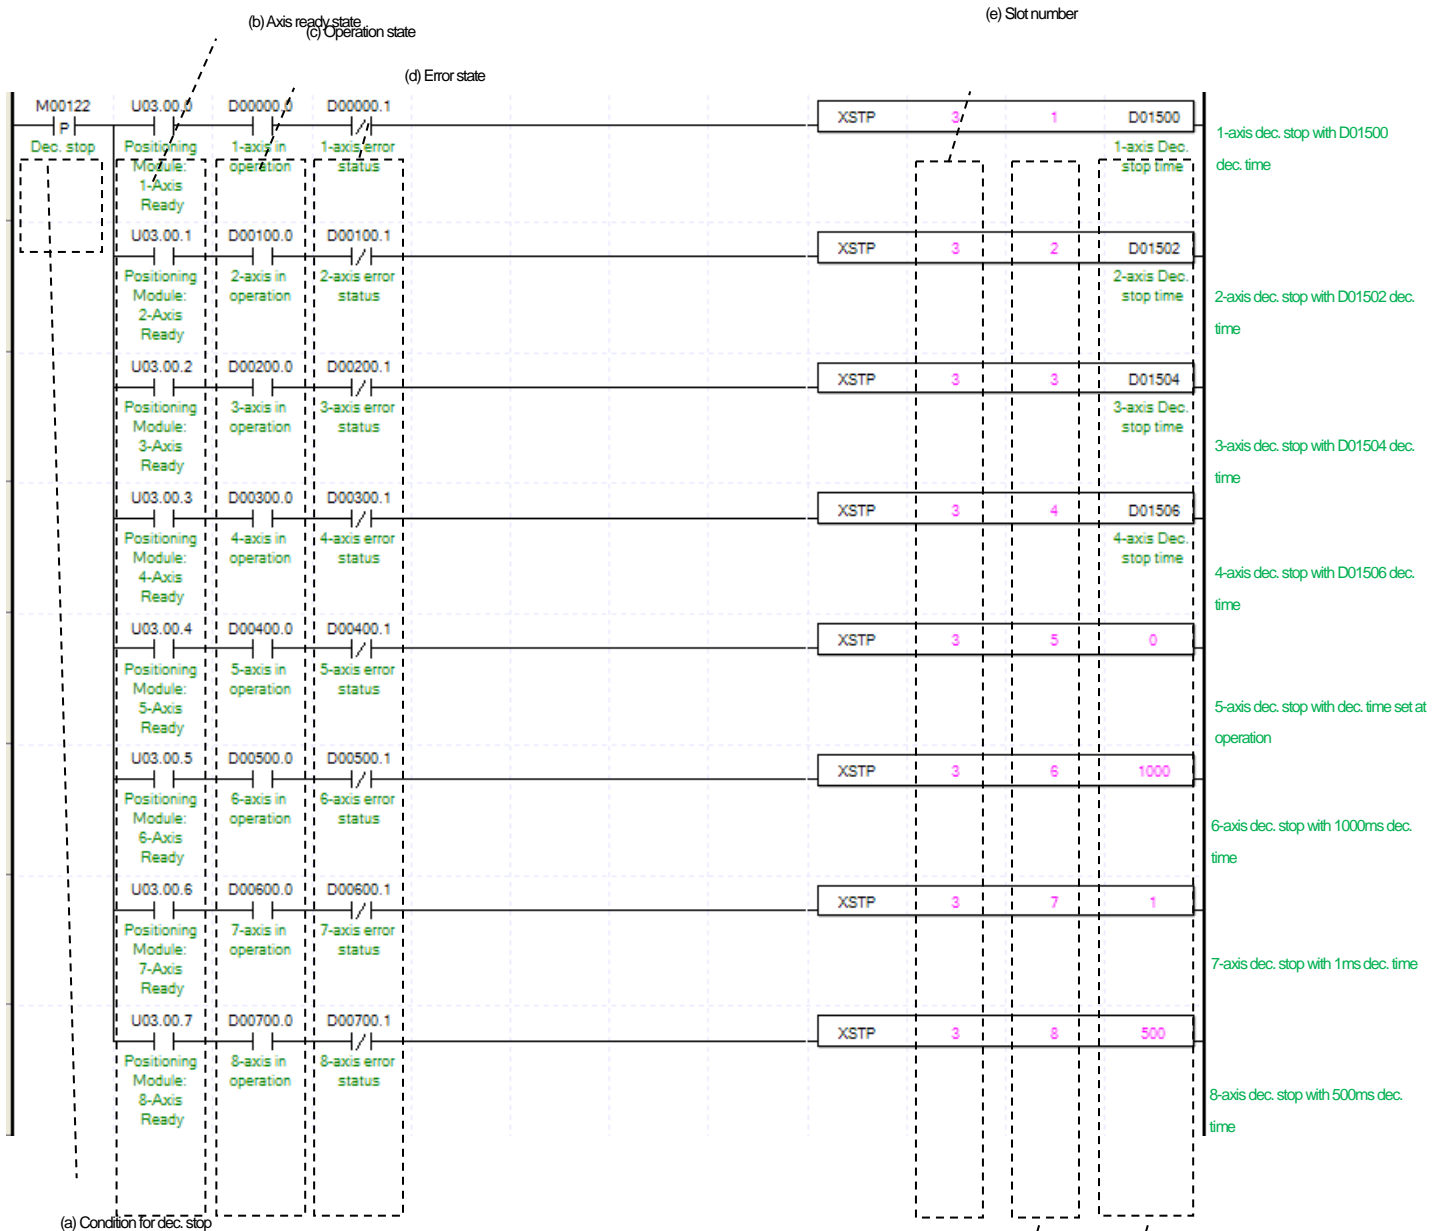 (b) Axis ready state
(c) Operation state
(e) Slot number
(d) Error state
M00122 U03.00.0 D00000.0 D00000.1
P
XSTP 3 1 D01500
Dec. stop Positioning 1-axis in 1-axis error 1-axis Dec.
Module: operation status stop time
1-Axis
Ready
1-axis dec. stop with D01500
dec. time
U03.00.1 D00100.0 D00100.1
XSTP 3 2 D01502
Positioning 2-axis in 2-axis error 2-axis Dec.
Module: operation status stop time
2-Axis
Ready
2-axis dec. stop with D01502 dec.
time
U03.00.2 D00200.0 D00200.1
XSTP 3 3 D01504
Positioning 3-axis in 3-axis error 3-axis Dec.
Module: operation status stop time
3-Axis
Ready
3-axis dec. stop with D01504 dec.
time
U03.00.3 D00300.0 D00300.1
XSTP 3 4 D01506
Positioning 4-axis in 4-axis error 4-axis Dec.
Module: operation status stop time
4-Axis
Ready
4-axis dec. stop with D01506 dec.
time
U03.00.4 D00400.0 D00400.1
XSTP 3 5 0
Positioning 5-axis in 5-axis error
Module: operation status
5-Axis
Ready
5-axis dec. stop with dec. time set at
operation
U03.00.5 D00500.0 D00500.1
XSTP 3 6 1000
Positioning 6-axis in 6-axis error
Module: operation status
6-Axis
Ready
6-axis dec. stop with 1000ms dec.
time
U03.00.6 D00600.0 D00600.1
XSTP 3 7 1
Positioning 7-axis in 7-axis error
Module: operation status
7-Axis
Ready
7-axis dec. stop with 1ms dec. time
U03.00.7 D00700.0 D00700.1
XSTP 3 8 500
Positioning 8-axis in 8-axis error
Module: operation status
8-Axis
Ready
8-axis dec. stop with 500ms dec.
time
(a) Condition for dec. stop